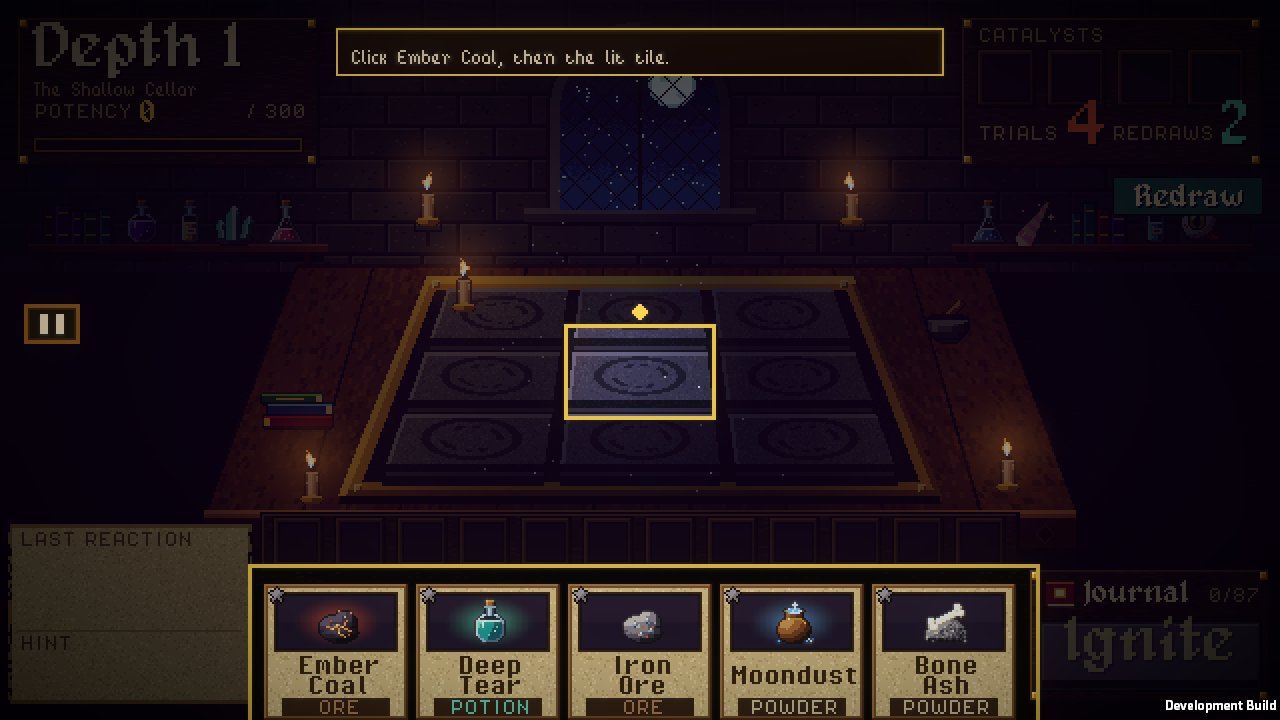 Depth 1
The Shallow Cellar
POTENCY 0 / 300
Click Ember Coal, then the lit tile.
CATALYSTS
TRIALS 4 REDRAWS 2
Redraw
LAST REACTION
HINT
Ember Coal
ORE
Deep Tear
POTION
Iron Ore
ORE
Moondust
POWDER
Bone Ash
POWDER
Journal 0/87
Ignite
Development Build